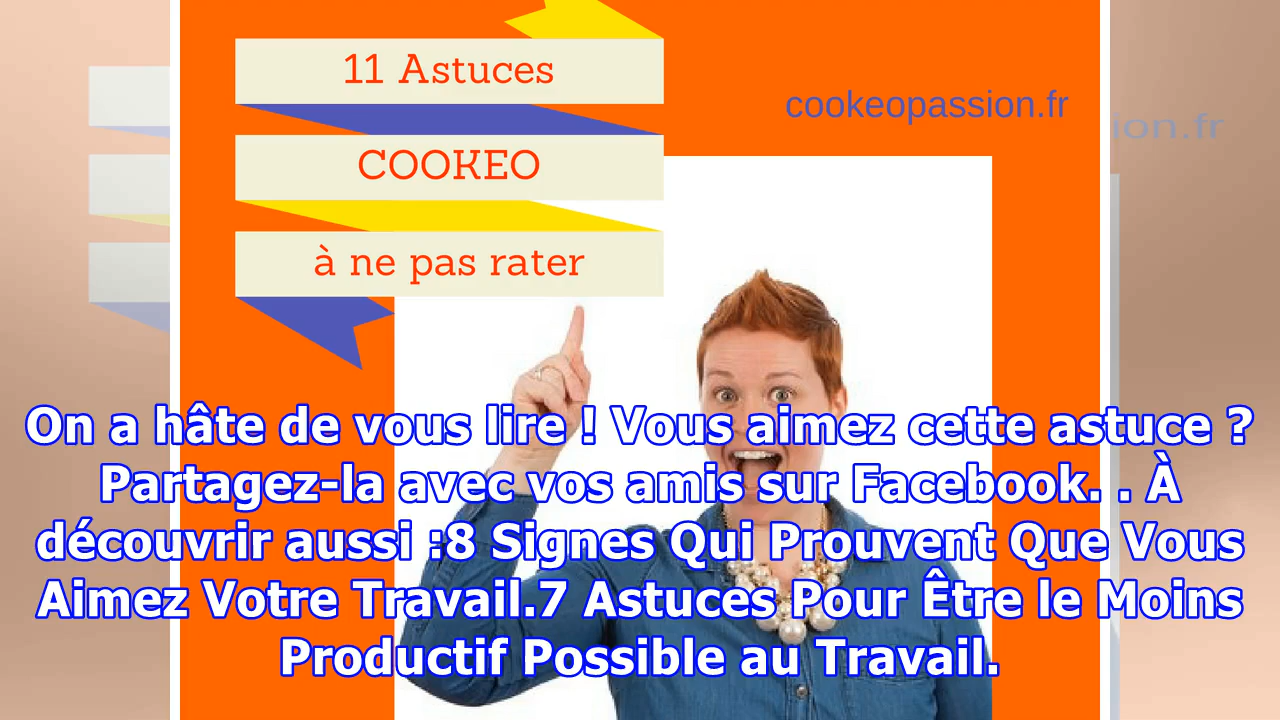 11 Astuces
COOKEO
à ne pas rater
cookeopassion.fr
ion.fr
On a hâte de vous lire ! Vous aimez cette astuce ?
Partagez-la avec vos amis sur Facebook. . À
découvrir aussi :8 Signes Qui Prouvent Que Vous
Aimez Votre Travail.7 Astuces Pour Être le Moins
Productif Possible au Travail.